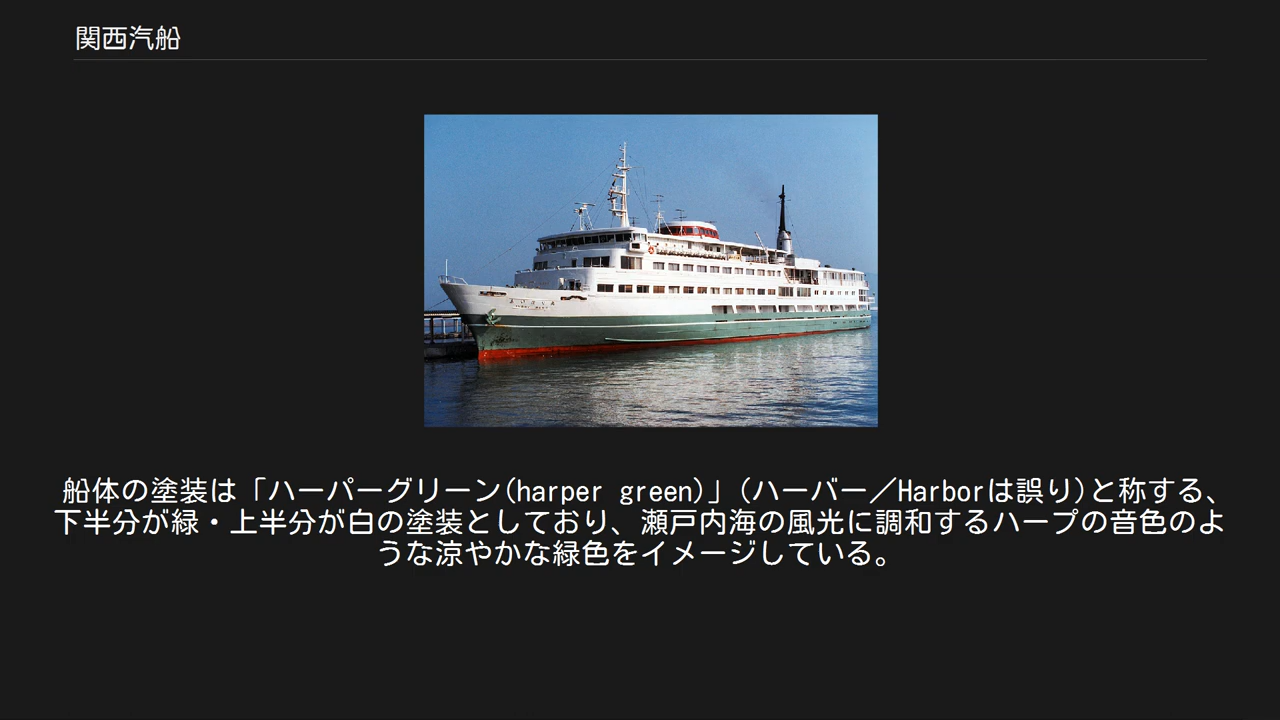 関西汽船
船体の塗装は「ハーパーグリーン(harper green)」(ハーバー／Harborは誤り)と称する、
下半分が緑・上半分が白の塗装としており、瀬戸内海の風光に調和するハープの音色のよ
うな涼やかな緑色をイメージしている。